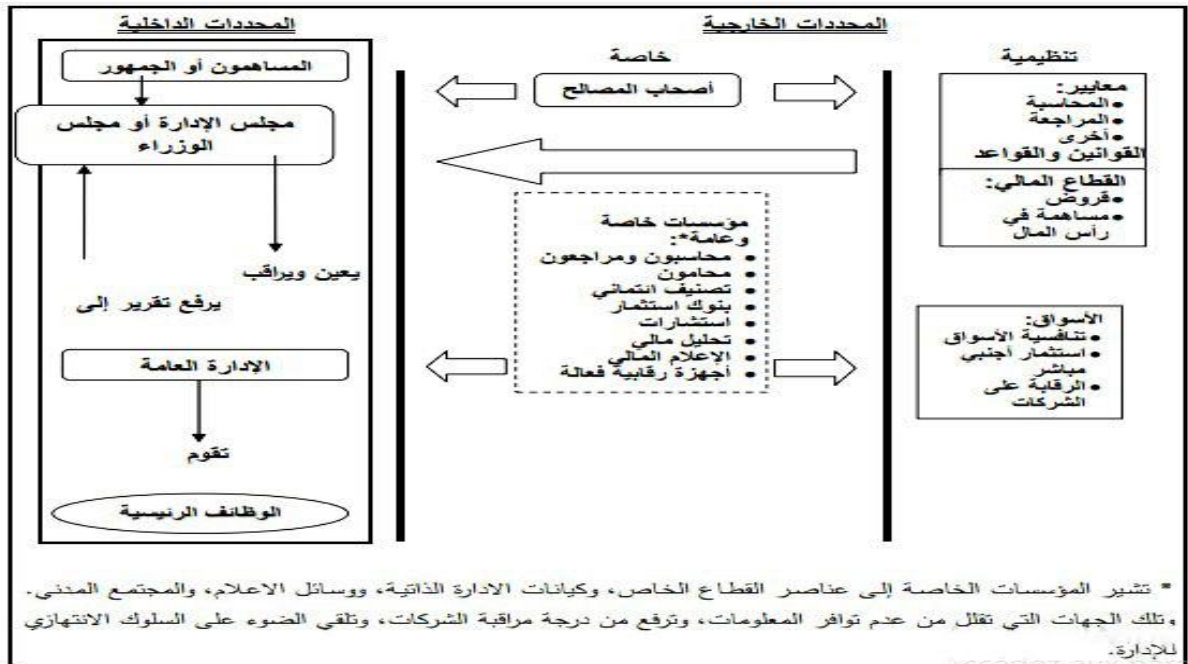 المحددات الخارجية
المحددات الداخلية
تنظيمية
خاصة
معايير:
•المحاسبة
•المراجعة
•أخرى
القوانين والقواعد
القطاع المالي:
•قروض
•مساهمة في
رأس المال
الأسواق:
•تنافسية الأسواق
•استثمار أجنبي
مباشر
•الرقابة على
الشركات
أصحاب المصالح
مؤسسات خاصة
وعامة*:
• محاسبون ومراجعون
• محامون
• تصنيف ائتماني
• بنوك استثمار
• استشارات
• تحليل مالي
• الإعلام المالي
• أجهزة رقابية فعالة
المساهمون أو الجمهور
مجلس الإدارة أو مجلس
الوزراء
يعين ويراقب
يرفع تقرير إلى
الإدارة العامة
تقوم
الوظائف الرئيسية
* تشير المؤسسات الخاصة إلى عناصر القطاع الخاص، وكيانات الادارة الذاتية، ووسائل الاعلام، والمجتمع المدني.
وتلك الجهات التي تقلل من عدم توافر المعلومات، وترفع من درجة مراقبة الشركات، وتلقي الضوء على السلوك الانتهازي
للإدارة.